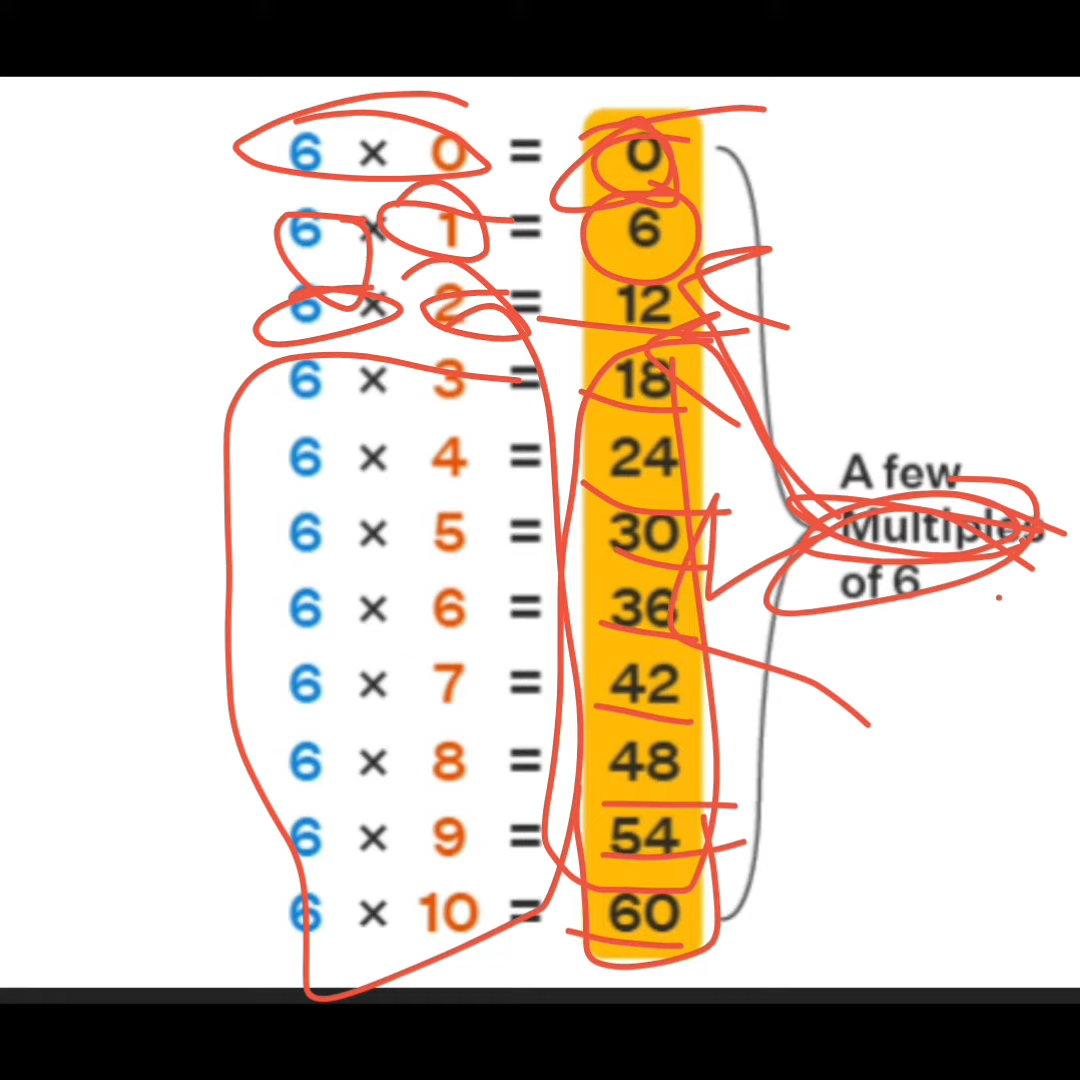 6 × 0 = 0
6 × 1 = 6
6 × 2 = 12
6 × 3 = 18
6 × 4 = 24
6 × 5 = 30
6 × 6 = 36
6 × 7 = 42
6 × 8 = 48
6 × 9 = 54
6 × 10 = 60
A few
Multiples
of 6